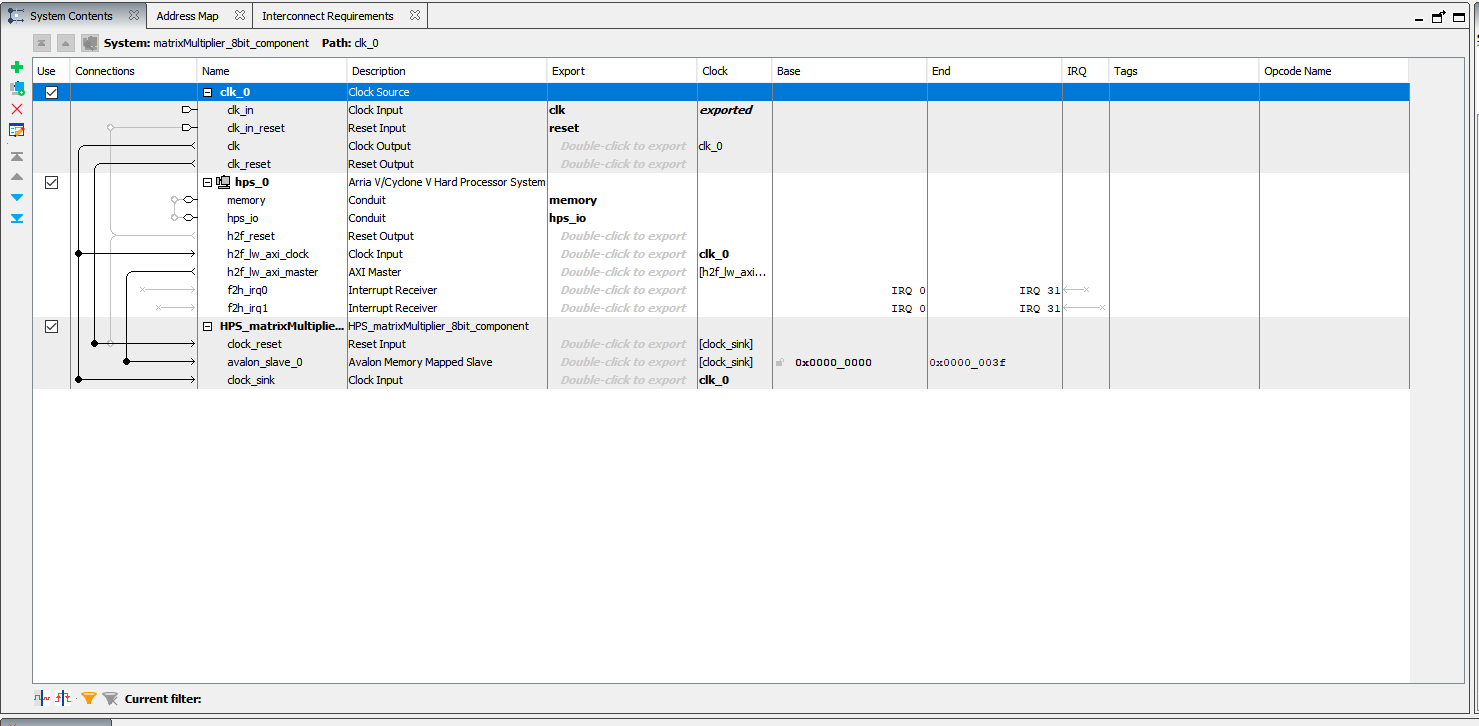 System Contents Address Map Interconnect Requirements
System: matrixMultiplier_8bit_component Path: clk_0
Use Connections Name Description Export Clock Base End IRQ Tags Opcode Name
clk_0 Clock Source
clk_in Clock Input clk exported
clk_in_reset Reset Input reset
clk Clock Output Double-click to export clk_0
clk_reset Reset Output Double-click to export
hps_0 Arria V/Cyclone V Hard Processor System
memory Conduit memory
hps_io Conduit hps_io
h2f_reset Reset Output Double-click to export
h2f_lw_axi_clock Clock Input Double-click to export clk_0
h2f_lw_axi_master AXI Master Double-click to export [h2f_lw_axi...
f2h_irq0 Interrupt Receiver Double-click to export IRQ 0 IRQ 31
f2h_irq1 Interrupt Receiver Double-click to export IRQ 0 IRQ 31
HPS_matrixMultiplie... HPS_matrixMultiplier_8bit_component
clock_reset Reset Input Double-click to export [clock_sink]
avalon_slave_0 Avalon Memory Mapped Slave Double-click to export [clock_sink] 0x0000_0000 0x0000_003f
clock_sink Clock Input Double-click to export clk_0
Current filter: